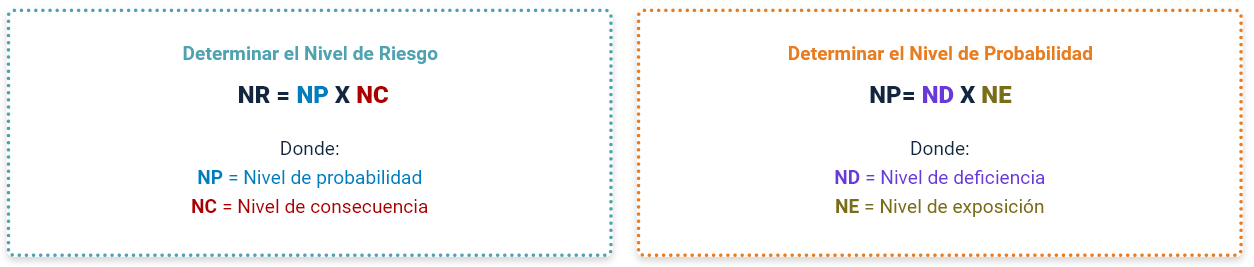 Determinar el Nivel de Riesgo
NR = NP X NC
Donde:
NP = Nivel de probabilidad
NC = Nivel de consecuencia
Determinar el Nivel de Probabilidad
NP= ND X NE
Donde:
ND = Nivel de deficiencia
NE = Nivel de exposición